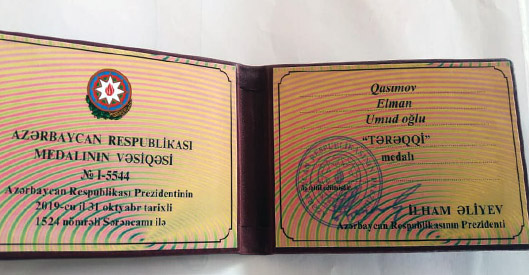 AZƏRBAYCAN RESPUBLİKASI
MEDALININ VƏSİQƏSİ
№ I-5544
Azərbaycan Respublikası Prezidentinin
2019-cu il 31 oktyabr tarixli
1524 nömrəli Sərəncamı ilə
Qasımov
Elman
Umud oğlu
"TƏRƏQQİ"
medalı
İLHAM ƏLİYEV
Azərbaycan Respublikasının Prezidenti